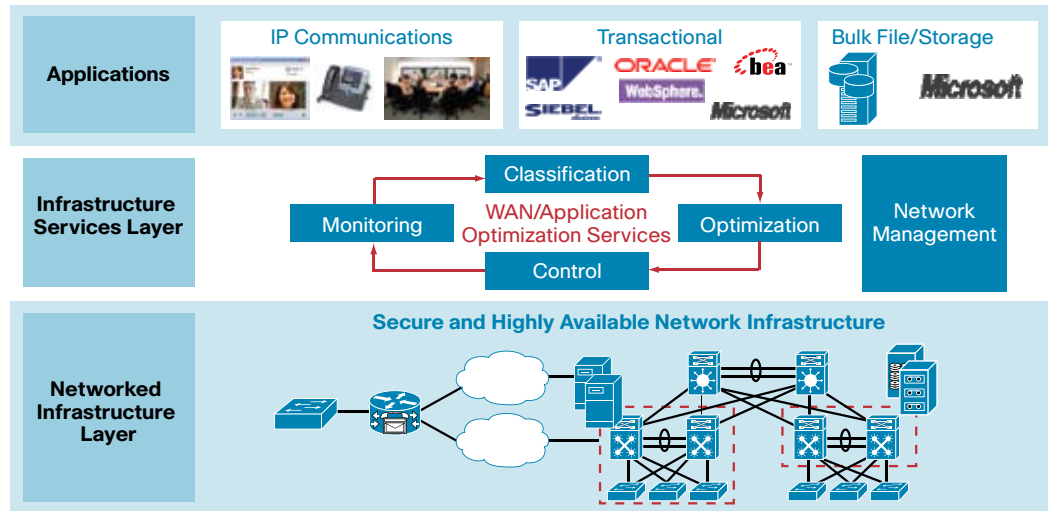 Applications
IP Communications
Transactional
SAP
ORACLE
bea
WebSphere.
SIEBEL
Microsoft
Bulk File/Storage
Microsoft
Infrastructure
Services Layer
Classification
Monitoring
WAN/Application
Optimization Services
Optimization
Control
Network
Management
Networked
Infrastructure
Layer
Secure and Highly Available Network Infrastructure